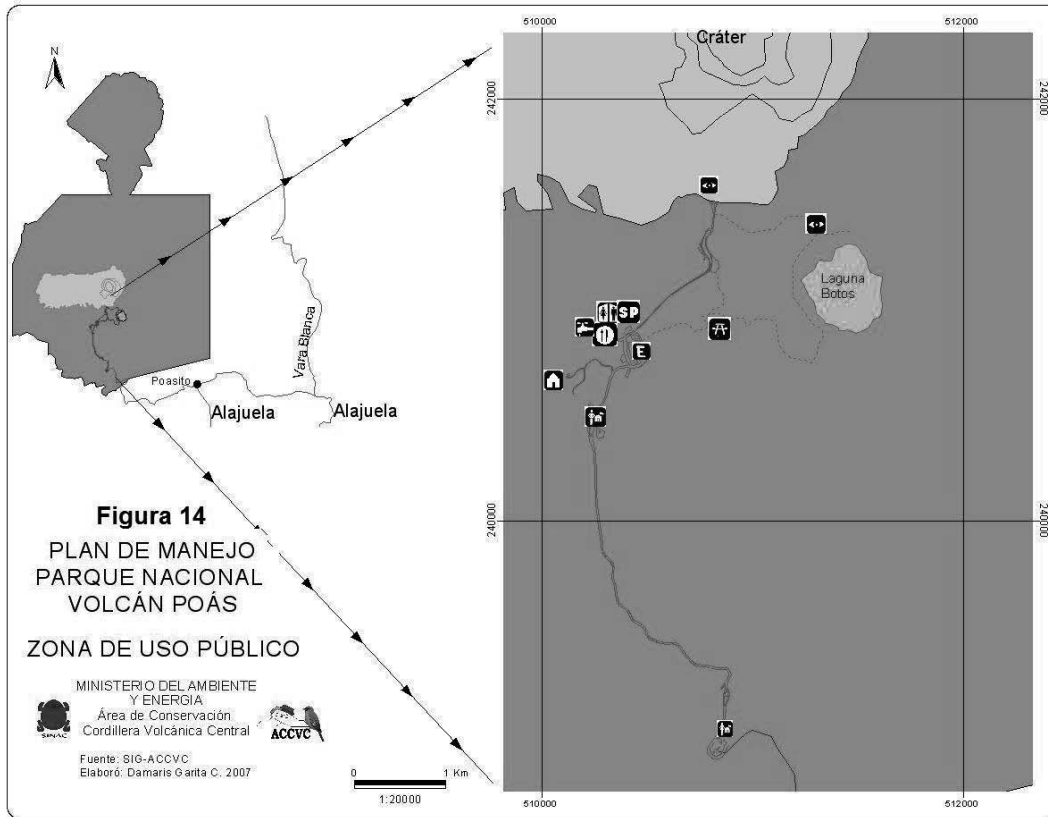 N
Vara Blanca
Poasito
Alajuela
Alajuela
Figura 14
PLAN DE MANEJO
PARQUE NACIONAL
VOLCÁN POÁS
ZONA DE USO PÚBLICO
MINISTERIO DEL AMBIENTE
Y ENERGIA
Área de Conservación
Cordillera Volcánica Central
SINAC
ACCVC
Fuente: SIG-ACCVC
Elaboró: Damaris Garita C. 2007
0 1 Km
1:20000
510000 512000
Cráter
242000 242000
Laguna
Botos
SP
E
240000 240000
510000 512000